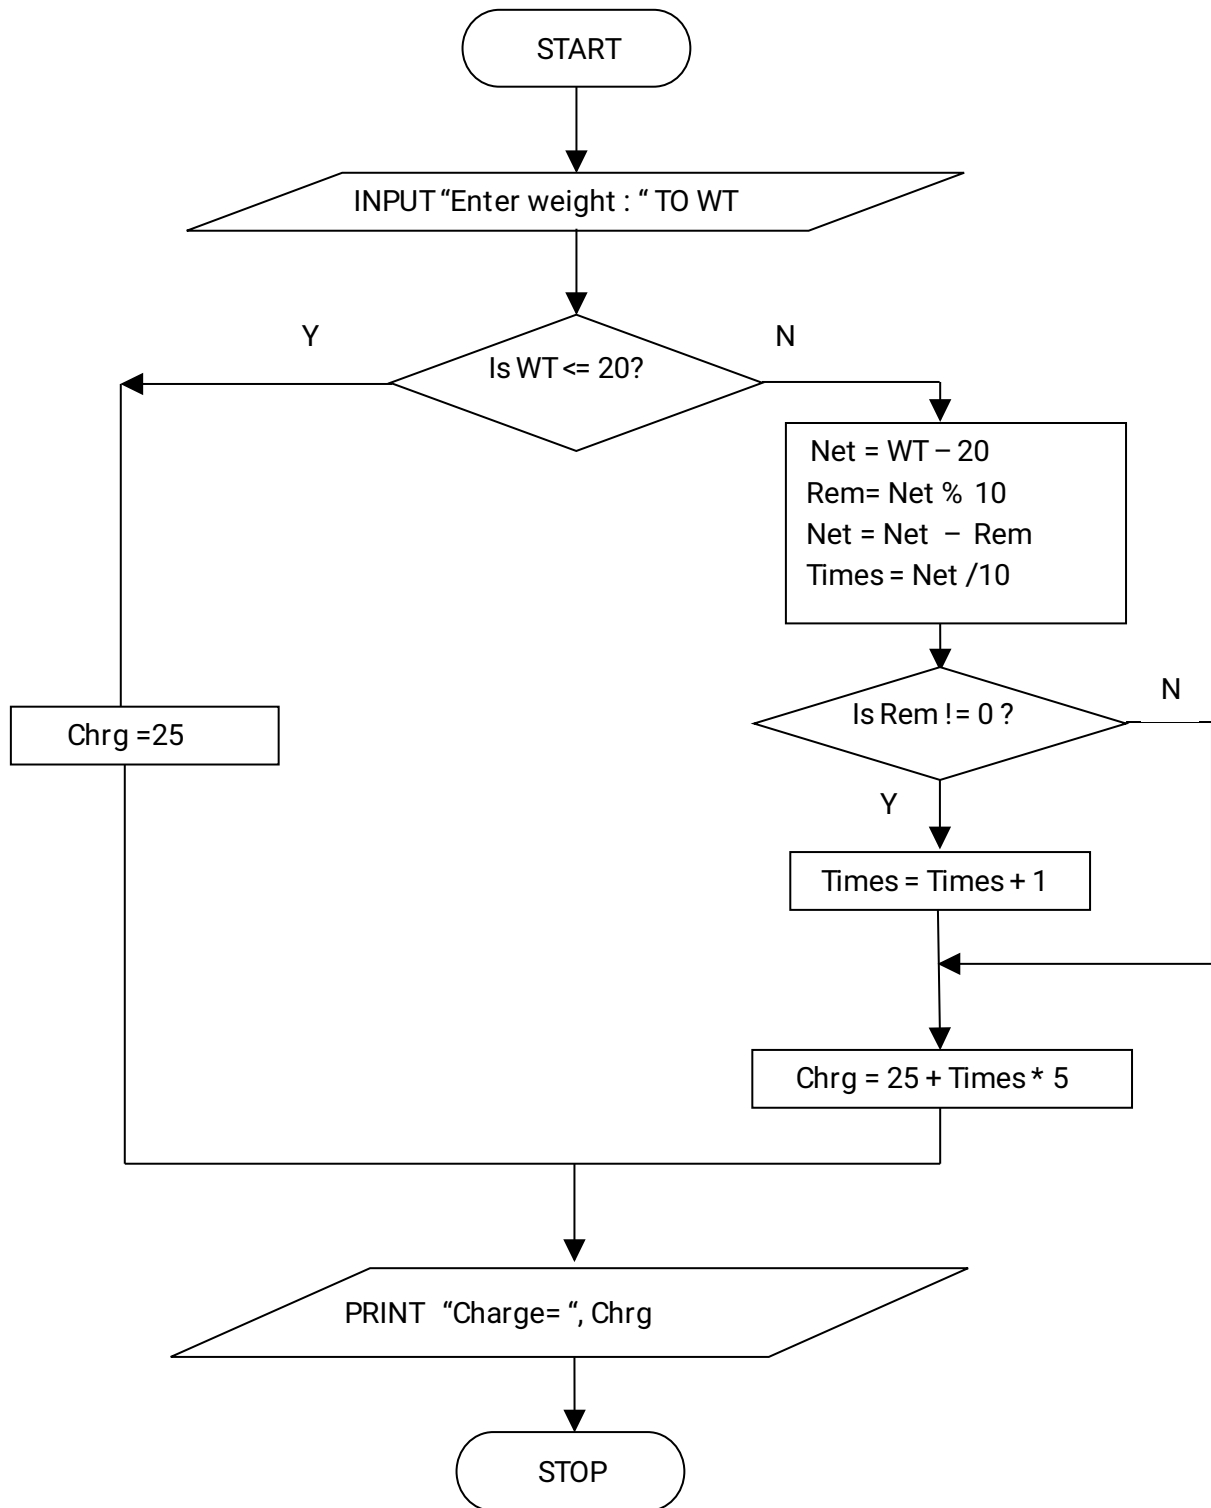 START
INPUT “Enter weight : “ TO WT
Y
N
Is WT <= 20?
Net = WT – 20
Rem= Net % 10
Net = Net – Rem
Times = Net /10
N
Is Rem != 0 ?
Chrg =25
Y
Times = Times + 1
Chrg = 25 + Times * 5
PRINT “Charge= “, Chrg
STOP